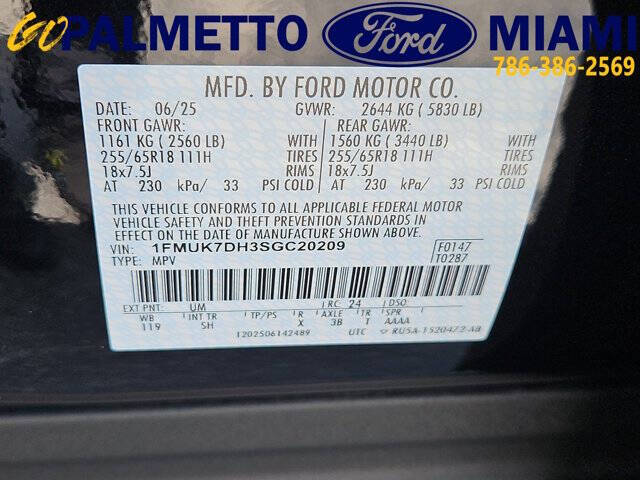 GO PALMETTO Ford MIAMI
786-386-2569
MFD. BY FORD MOTOR CO.
DATE: 06/25 GVWR: 2644 KG ( 5830 LB)
FRONT GAWR: REAR GAWR:
1161 KG ( 2560 LB) WITH 1560 KG ( 3440 LB) WITH
255/65R18 111H TIRES 255/65R18 111H TIRES
18x7.5J RIMS 18x7.5J RIMS
AT 230 kPa/ 33 PSI COLD AT 230 kPa/ 33 PSI COLD
THIS VEHICLE CONFORMS TO ALL APPLICABLE FEDERAL MOTOR
VEHICLE SAFETY AND THEFT PREVENTION STANDARDS IN
EFFECT ON THE DATE OF MANUFACTURE SHOWN ABOVE.
VIN: 1FMUK7DH3SGC20209 F0147
TYPE: MPV T0287
EXT PNT: UM RC: 24 DSO:
WB INT TR TP/PS R AXLE TR SPR
119 SH X 3B T AAAA
1202506142489 UTC RU5A-1520472-AB